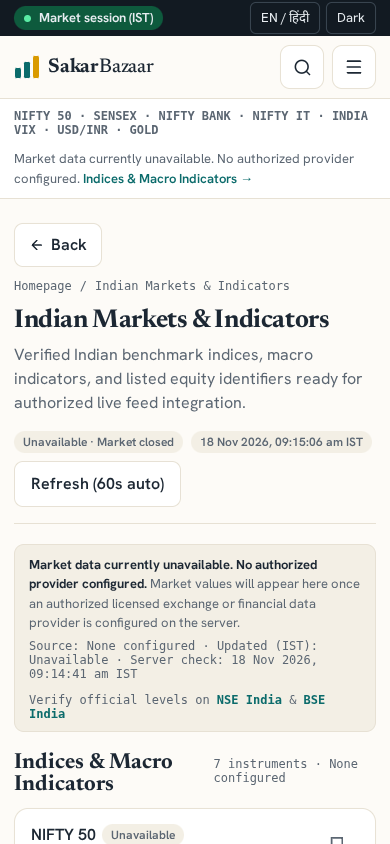 Market session (IST)
EN / हिंदी
Dark
SakarBazaar
NIFTY 50 · SENSEX · NIFTY BANK · NIFTY IT · INDIA
VIX · USD/INR · GOLD
Market data currently unavailable. No authorized provider
configured. Indices & Macro Indicators →
← Back
Homepage / Indian Markets & Indicators
Indian Markets & Indicators
Verified Indian benchmark indices, macro
indicators, and listed equity identifiers ready for
authorized live feed integration.
Unavailable · Market closed
18 Nov 2026, 09:15:06 am IST
Refresh (60s auto)
Market data currently unavailable. No authorized
provider configured. Market values will appear here once
an authorized licensed exchange or financial data
provider is configured on the server.
Source: None configured · Updated (IST):
Unavailable · Server check: 18 Nov 2026,
09:14:41 am IST
Verify official levels on NSE India & BSE
India
Indices & Macro
Indicators
7 instruments · None
configured
NIFTY 50
Unavailable